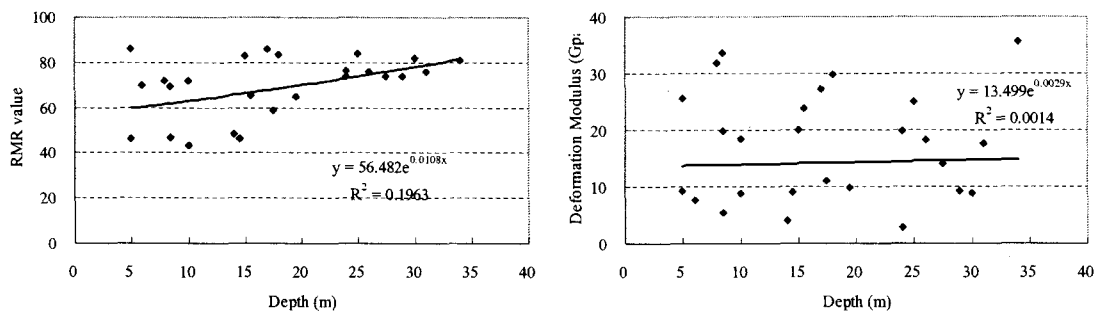 RMR value
100
80
60
40
20
0
y = 56.482e^0.0108x
R² = 0.1963
0 5 10 15 20 25 30 35 40
Depth (m)
Deformation Modulus (Gp
40
30
20
10
0
y = 13.499e^0.0029x
R² = 0.0014
0 5 10 15 20 25 30 35 40
Depth (m)